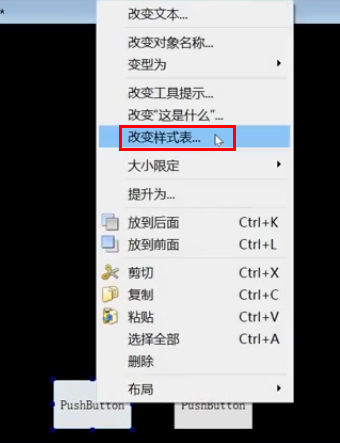 *
改变文本...
改变对象名称...
变型为
改变工具提示...
改变"这是什么"...
改变样式表...
大小限定
提升为...
放到后面 Ctrl+K
放到前面 Ctrl+L
剪切 Ctrl+X
复制 Ctrl+C
粘贴 Ctrl+V
选择全部 Ctrl+A
删除
布局
PushButton PushButton